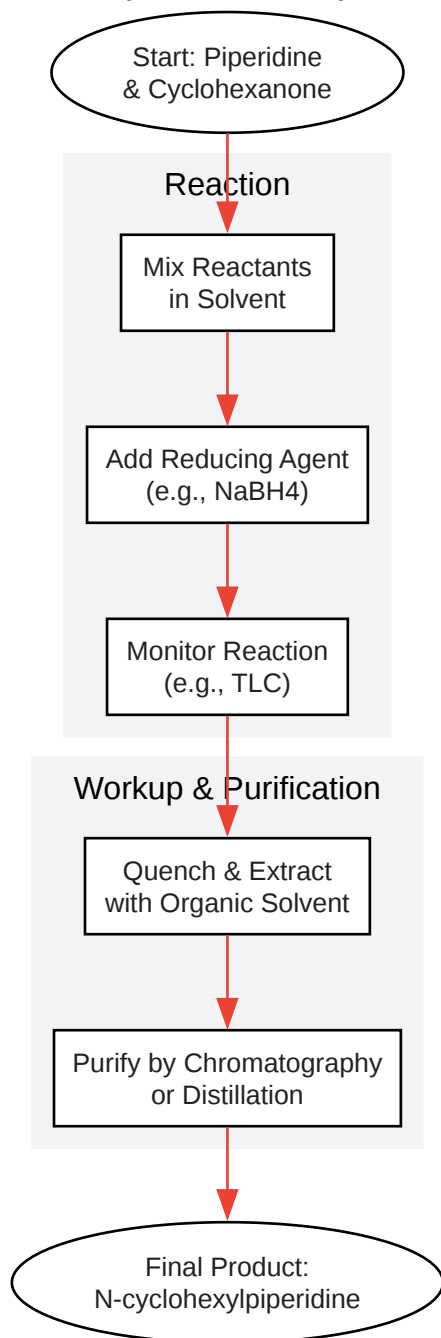 Start: Piperidine
& Cyclohexanone
Reaction
Mix Reactants
in Solvent
Add Reducing Agent
(e.g., NaBH4)
Monitor Reaction
(e.g., TLC)
Workup & Purification
Quench & Extract
with Organic Solvent
Purify by Chromatography
or Distillation
Final Product:
N-cyclohexylpiperidine